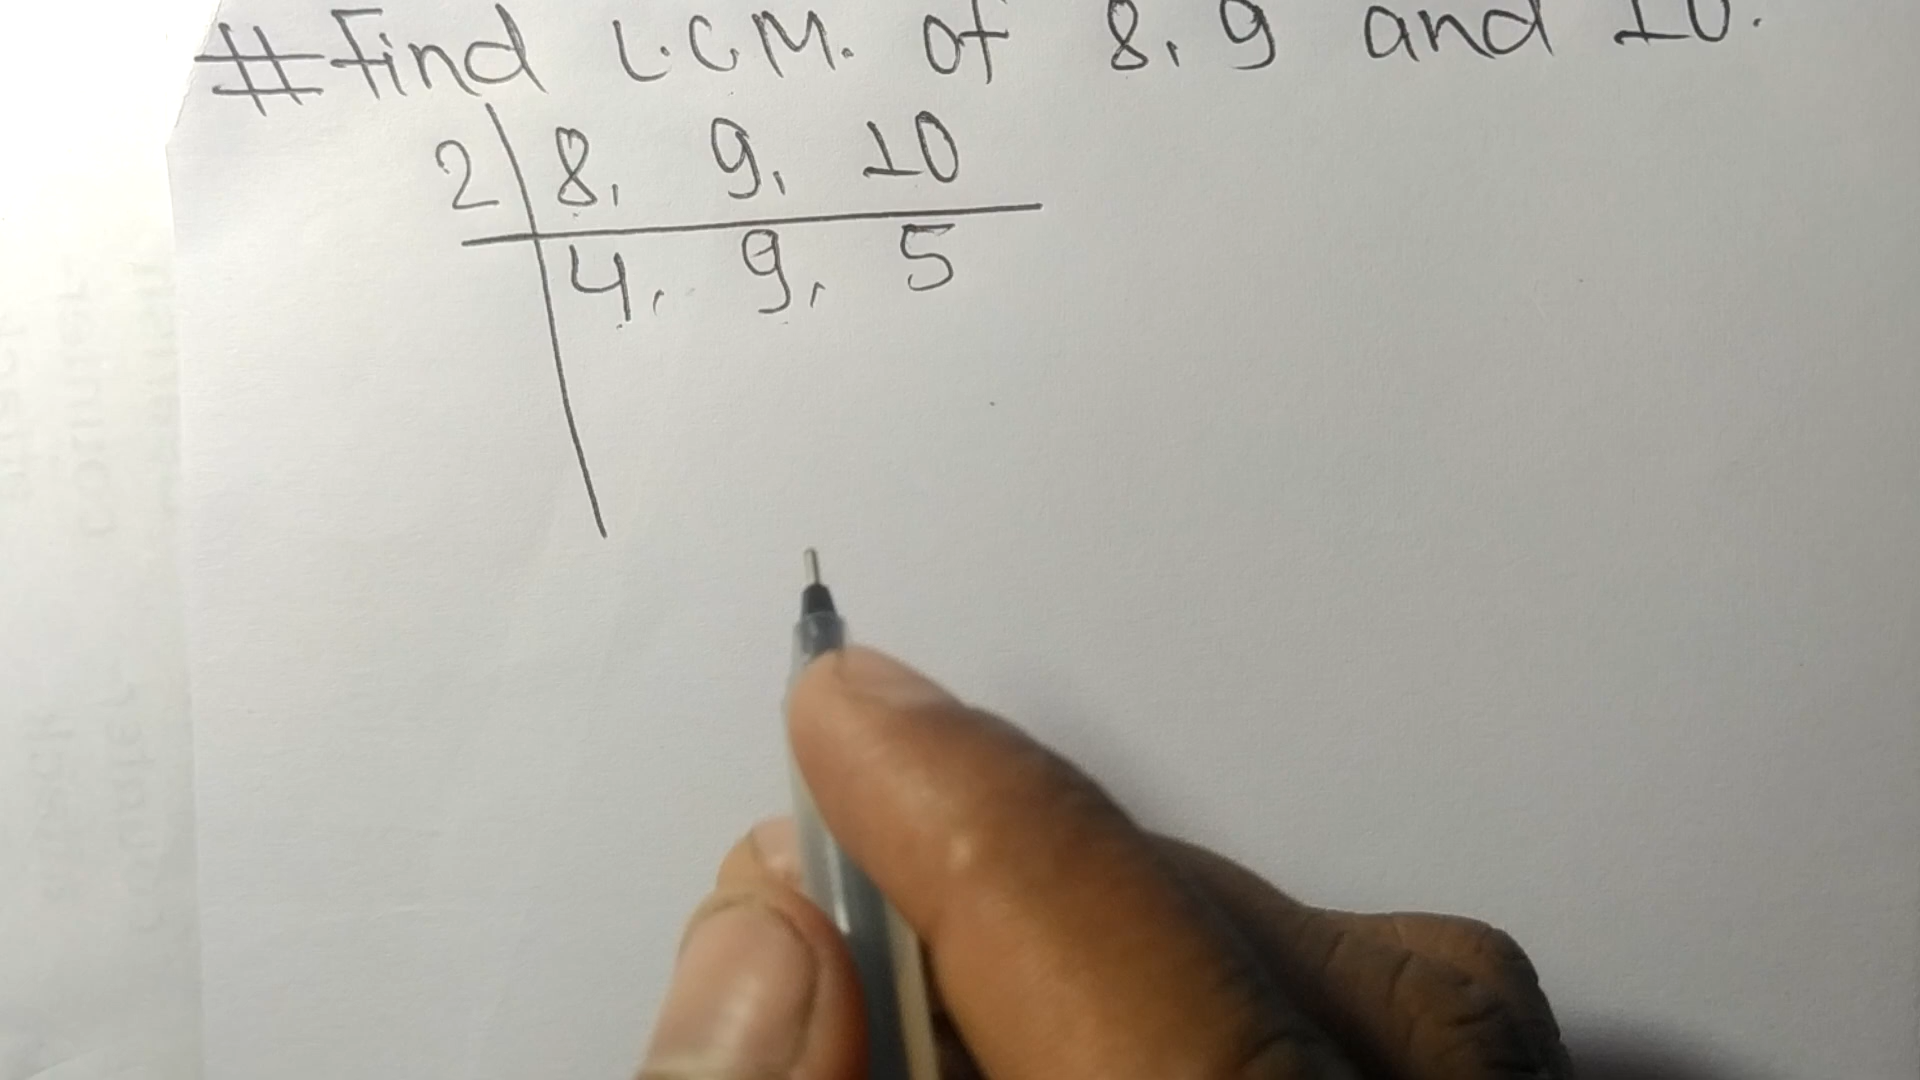 # Find L.C.M. of 8, 9 and 10.
2 | 8, 9, 10
4, 9, 5